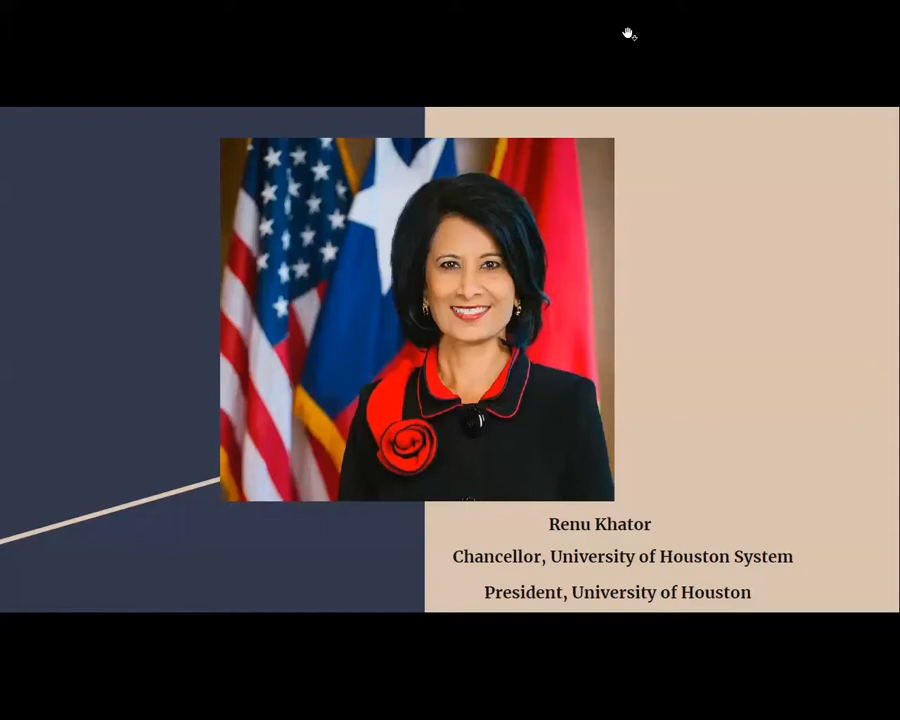 Renu Khator
Chancellor, University of Houston System
President, University of Houston